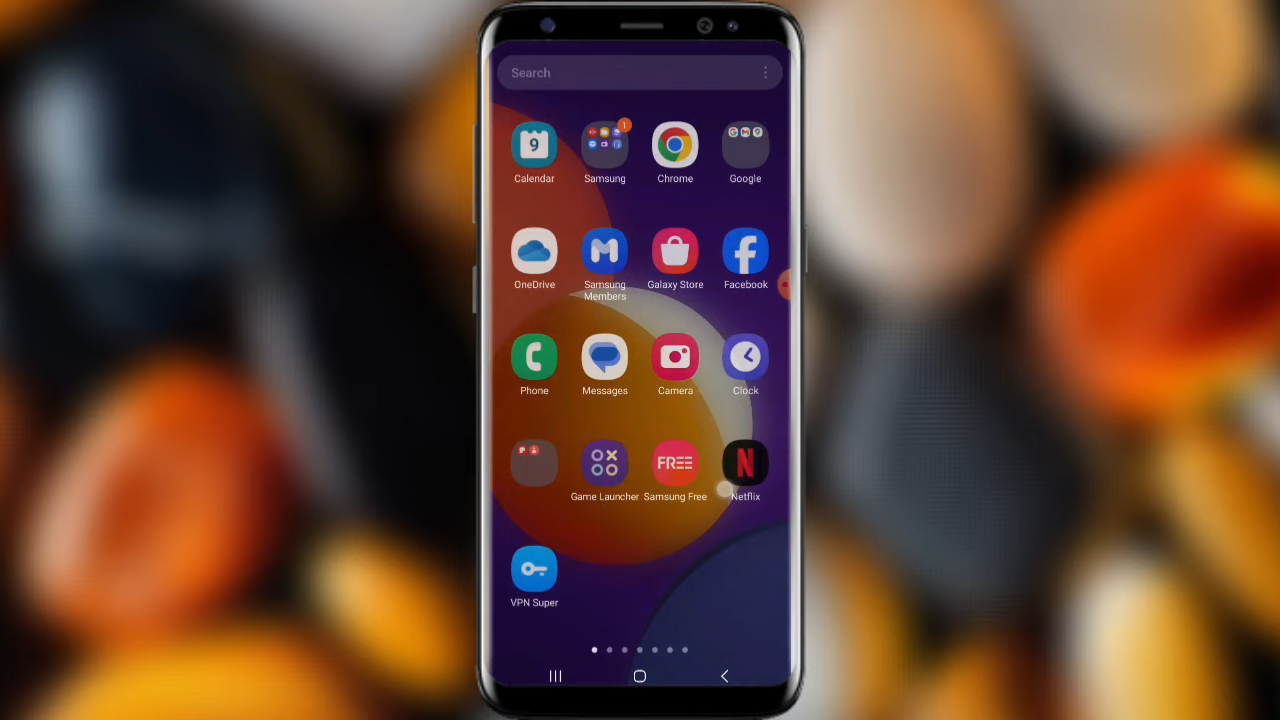 Search
9
1
Calendar
Samsung
Chrome
Google
OneDrive
Samsung
Members
Galaxy Store
Facebook
Phone
Messages
Camera
Clock
FREE
N
Game Launcher
Samsung Free
Netflix
VPN Super